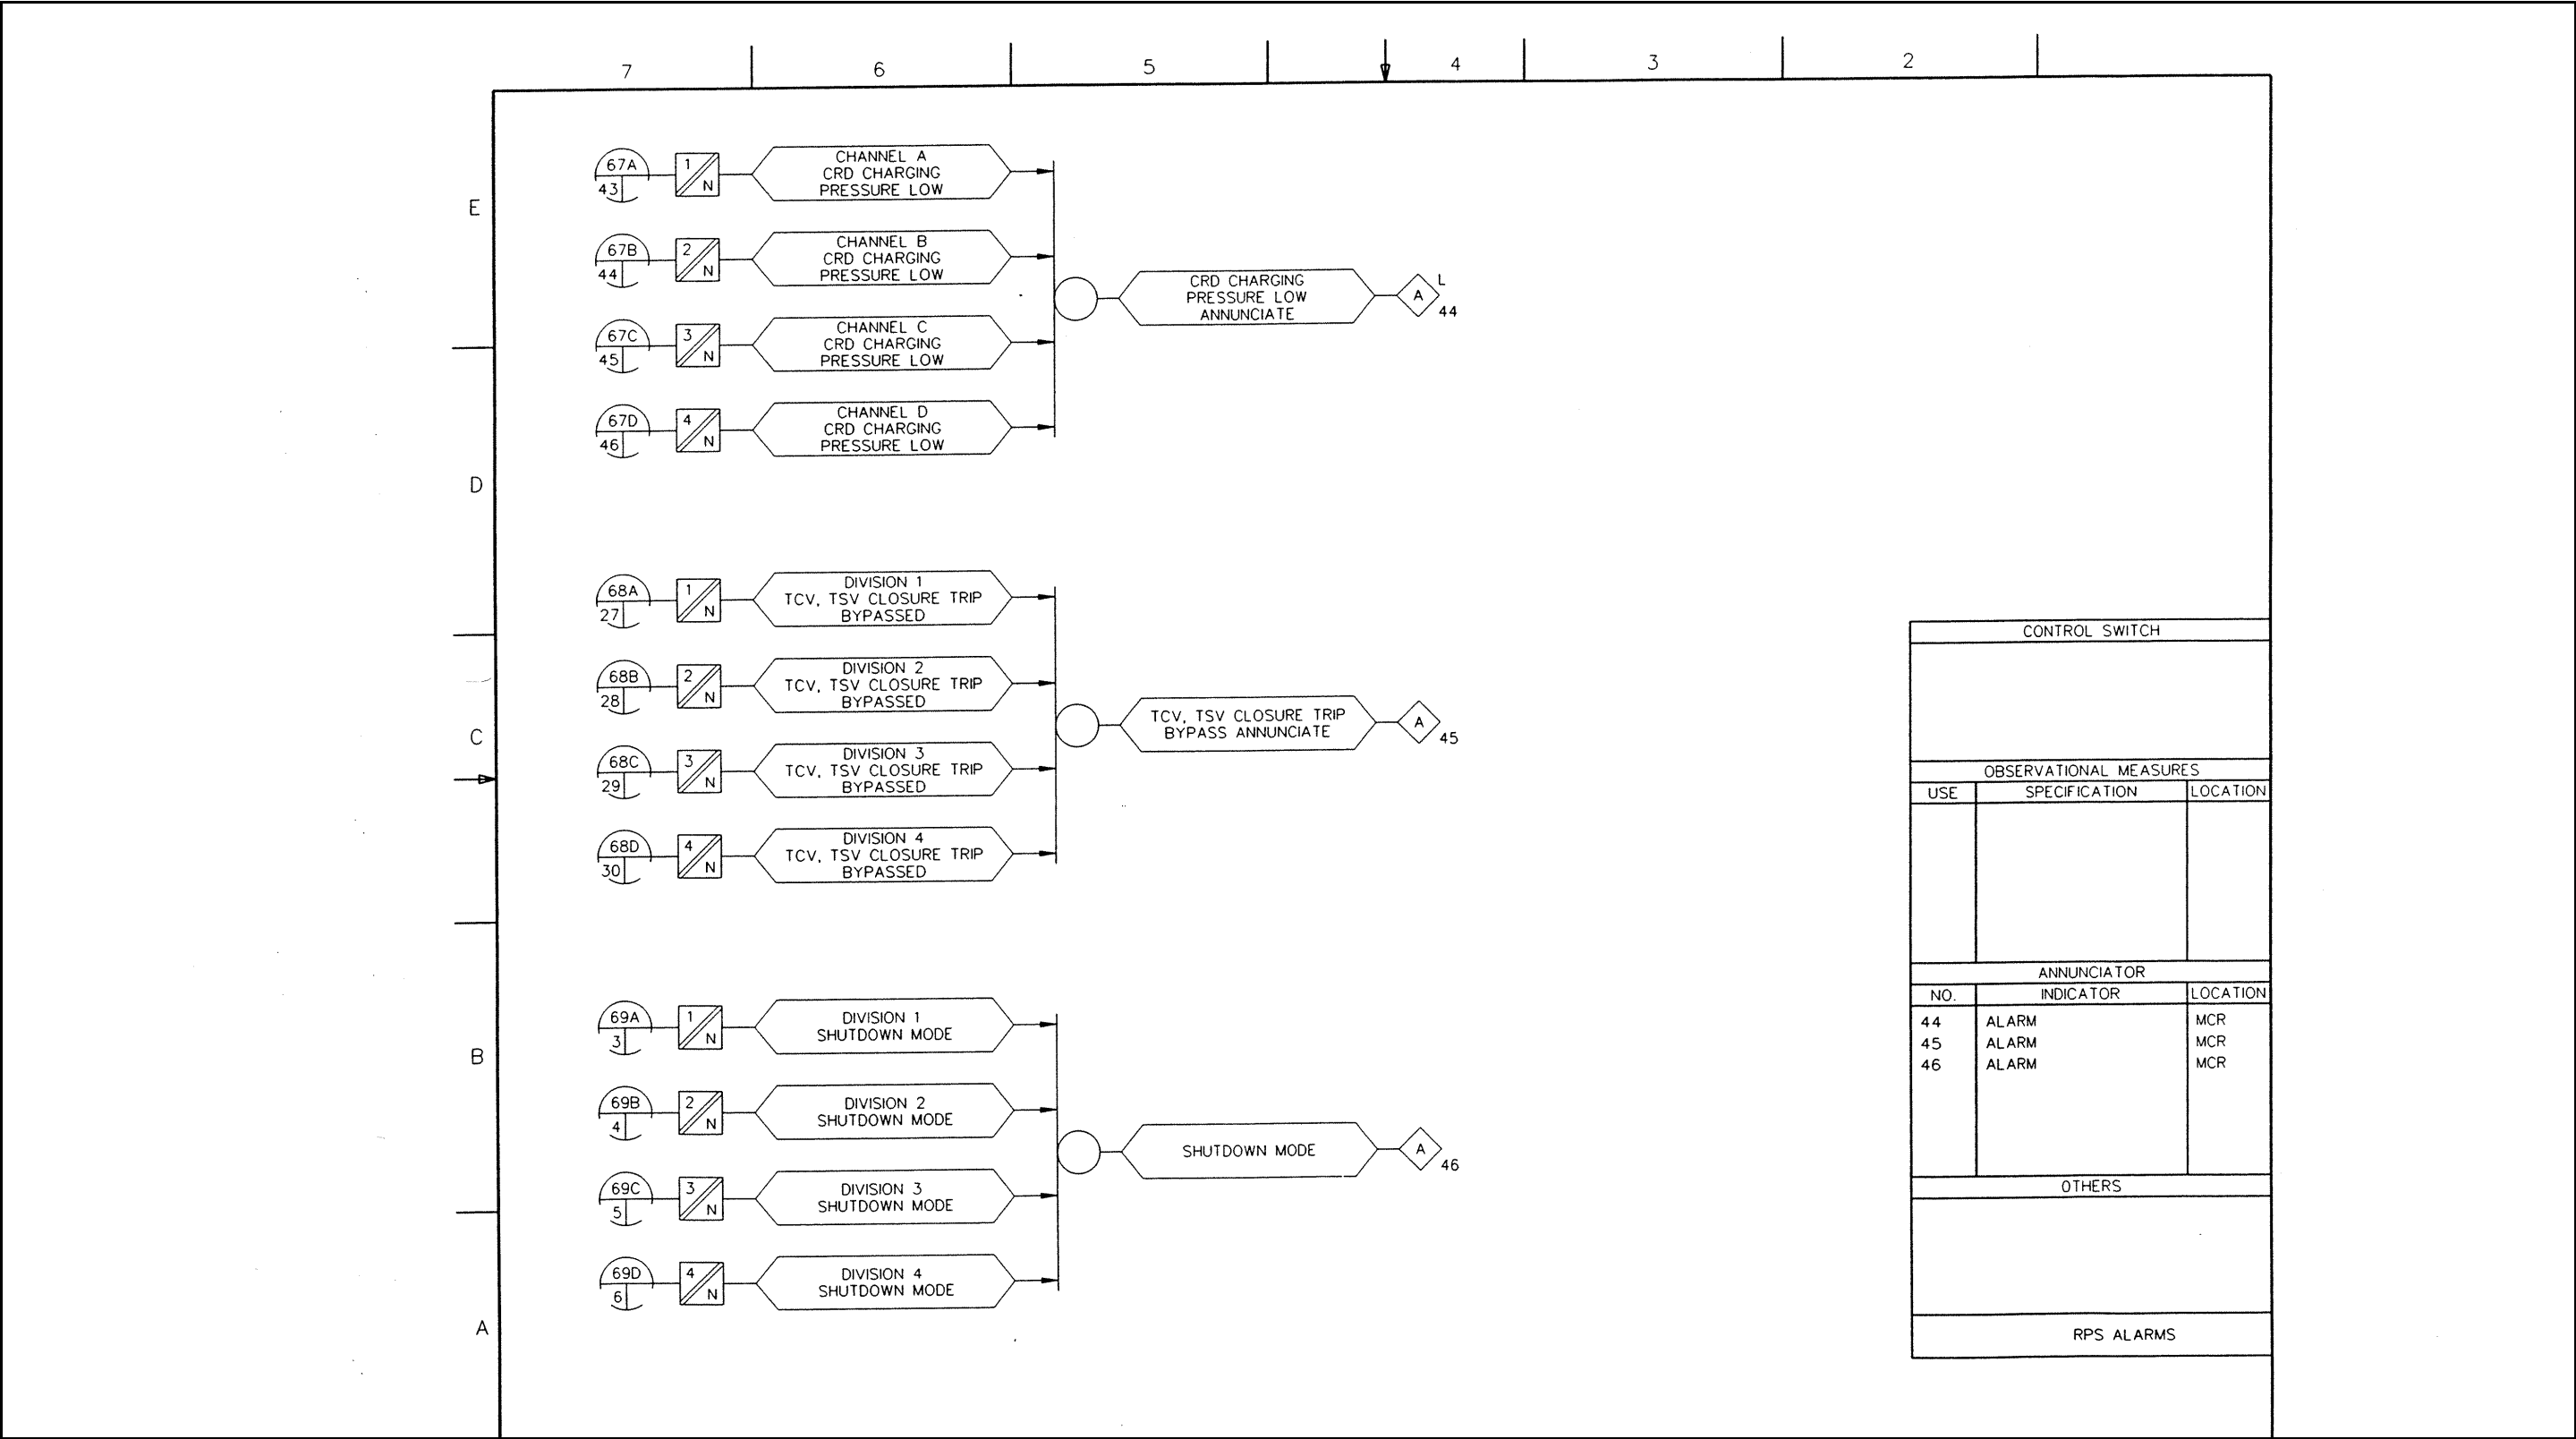 7 6 5 4 3 2
E
D
C
B
A
67A
43
1
N
CHANNEL A
CRD CHARGING
PRESSURE LOW
67B
44
2
N
CHANNEL B
CRD CHARGING
PRESSURE LOW
67C
45
3
N
CHANNEL C
CRD CHARGING
PRESSURE LOW
67D
46
4
N
CHANNEL D
CRD CHARGING
PRESSURE LOW
CRD CHARGING
PRESSURE LOW
ANNUNCIATE
A
L
44
68A
27
1
N
DIVISION 1
TCV, TSV CLOSURE TRIP
BYPASSED
68B
28
2
N
DIVISION 2
TCV, TSV CLOSURE TRIP
BYPASSED
68C
29
3
N
DIVISION 3
TCV, TSV CLOSURE TRIP
BYPASSED
68D
30
4
N
DIVISION 4
TCV, TSV CLOSURE TRIP
BYPASSED
TCV, TSV CLOSURE TRIP
BYPASS ANNUNCIATE
A
45
69A
3
1
N
DIVISION 1
SHUTDOWN MODE
69B
4
2
N
DIVISION 2
SHUTDOWN MODE
69C
5
3
N
DIVISION 3
SHUTDOWN MODE
69D
6
4
N
DIVISION 4
SHUTDOWN MODE
SHUTDOWN MODE
A
46
CONTROL SWITCH
OBSERVATIONAL MEASURES
USE SPECIFICATION LOCATION
ANNUNCIATOR
NO. INDICATOR LOCATION
44 ALARM MCR
45 ALARM MCR
46 ALARM MCR
OTHERS
RPS ALARMS